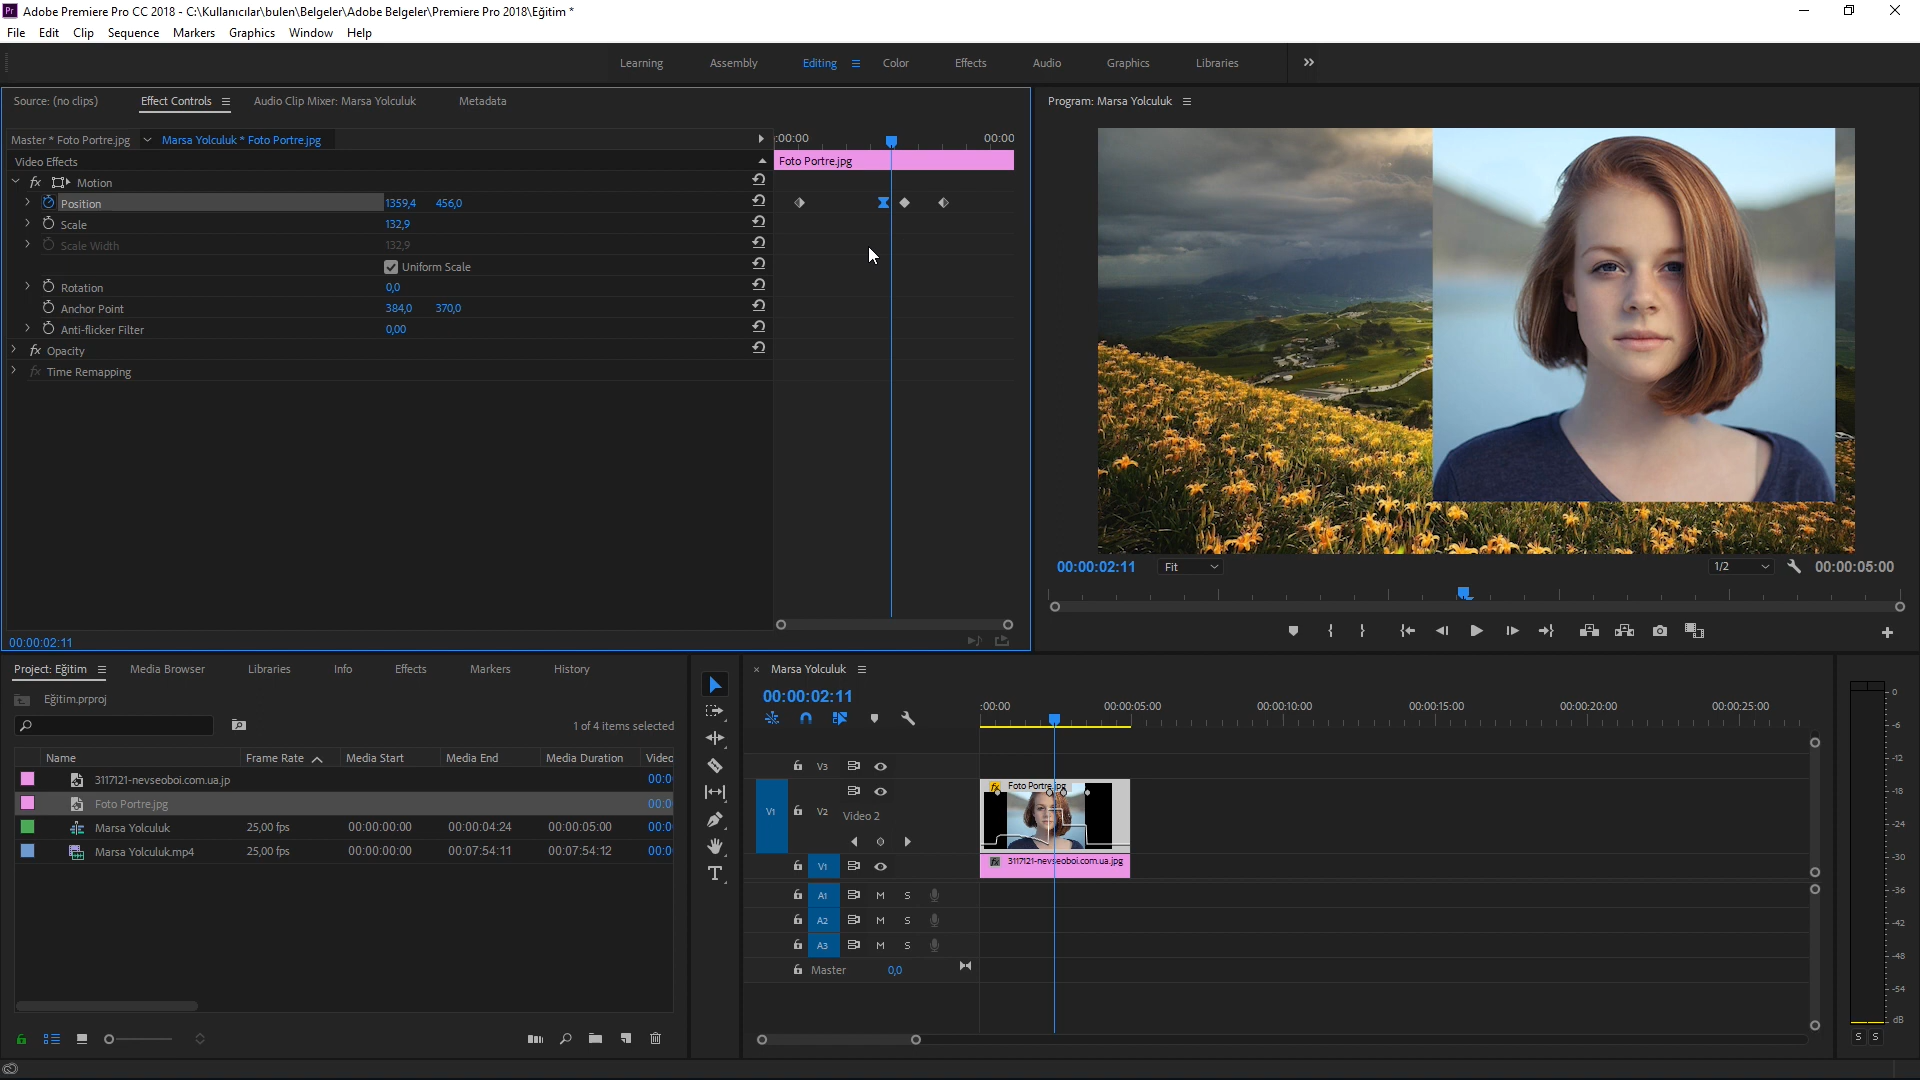 Adobe Premiere Pro CC 2018 - C:\Kullanıcılar\bulen\Belgeler\Adobe Belgeler\Premiere Pro 2018\Eğitim *
File Edit Clip Sequence Markers Graphics Window Help
Learning Assembly Editing Color Effects Audio Graphics Libraries
Source: (no clips) Effect Controls Audio Clip Mixer: Marsa Yolculuk Metadata
Program: Marsa Yolculuk
Master * Foto Portre.jpg Marsa Yolculuk * Foto Portre.jpg
:00:00 00:00
Video Effects
Foto Portre.jpg
fx Motion
Position 1359,4 456,0
Scale 132,9
Scale Width 132,9
Uniform Scale
Rotation 0,0
Anchor Point 384,0 370,0
Anti-flicker Filter 0,00
fx Opacity
fx Time Remapping
00:00:02:11
00:00:02:11 Fit 1/2 00:00:05:00
Project: Eğitim Media Browser Libraries Info Effects Markers History
Eğitim.prproj
1 of 4 items selected
Name Frame Rate Media Start Media End Media Duration Video
3117121-nevseoboi.com.ua.jp 00:0
Foto Portre.jpg 00:0
Marsa Yolculuk 25,00 fps 00:00:00:00 00:00:04:24 00:00:05:00 00:0
Marsa Yolculuk.mp4 25,00 fps 00:00:00:00 00:07:54:11 00:07:54:12 00:0
T
Marsa Yolculuk
00:00:02:11
:00:00 00:00:05:00 00:00:10:00 00:00:15:00 00:00:20:00 00:00:25:00
V3
V1 V2 Video 2
fx Foto Portre.jpg
V1
fx 3117121-nevseoboi.com.ua.jpg
A1 M S
A2 M S
A3 M S
Master 0,0
0
-6
-12
-18
-24
-30
-36
-42
-48
-54
dB
S S